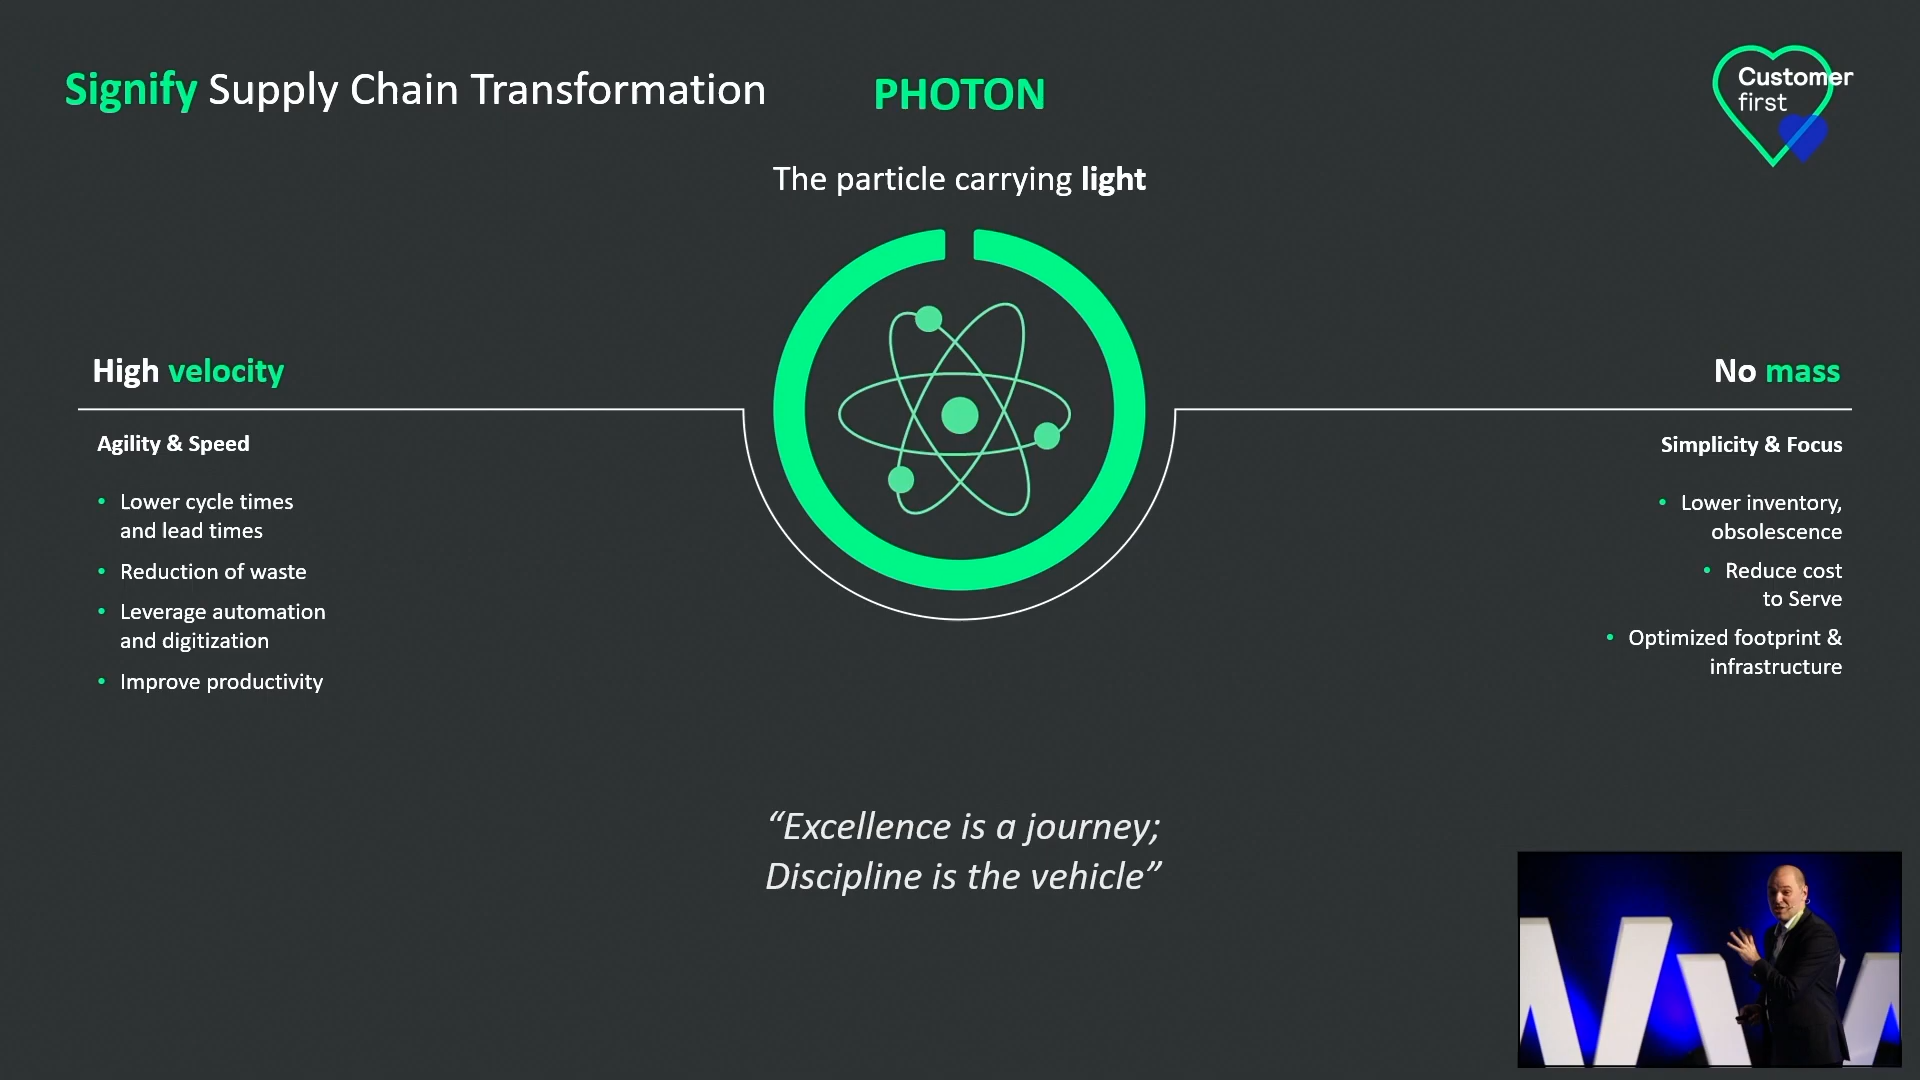 Signify Supply Chain Transformation
PHOTON
Customer
first
The particle carrying light
High velocity
Agility & Speed
• Lower cycle times
and lead times
• Reduction of waste
• Leverage automation
and digitization
• Improve productivity
No mass
Simplicity & Focus
• Lower inventory,
obsolescence
• Reduce cost
to Serve
• Optimized footprint &
infrastructure
“Excellence is a journey;
Discipline is the vehicle”